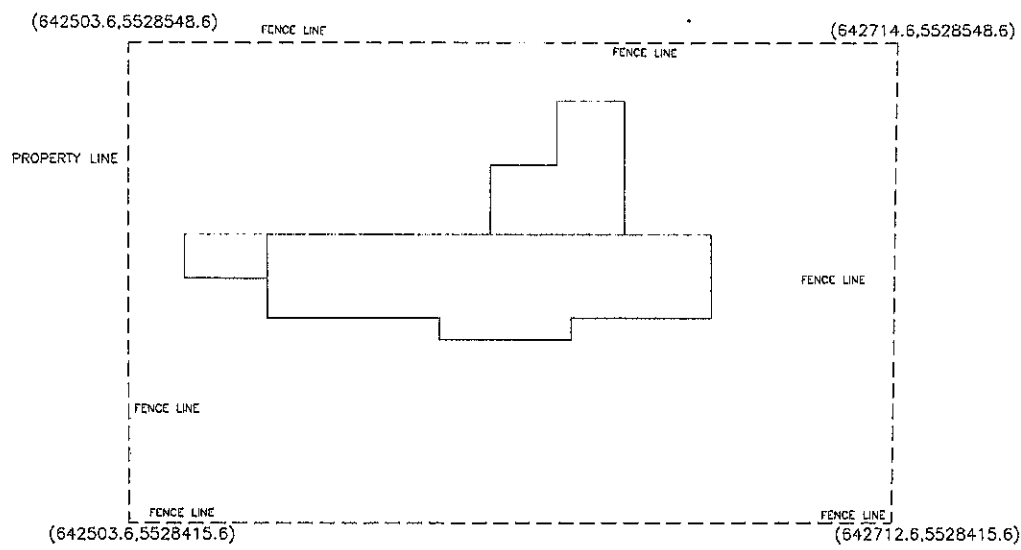 (642503.6,5528548.6)
FENCE LINE
(642714.6,5528548.6)
FENCE LINE
PROPERTY LINE
FENCE LINE
FENCE LINE
FENCE LINE
FENCE LINE
(642503.6,5528415.6)
(642712.6,5528415.6)